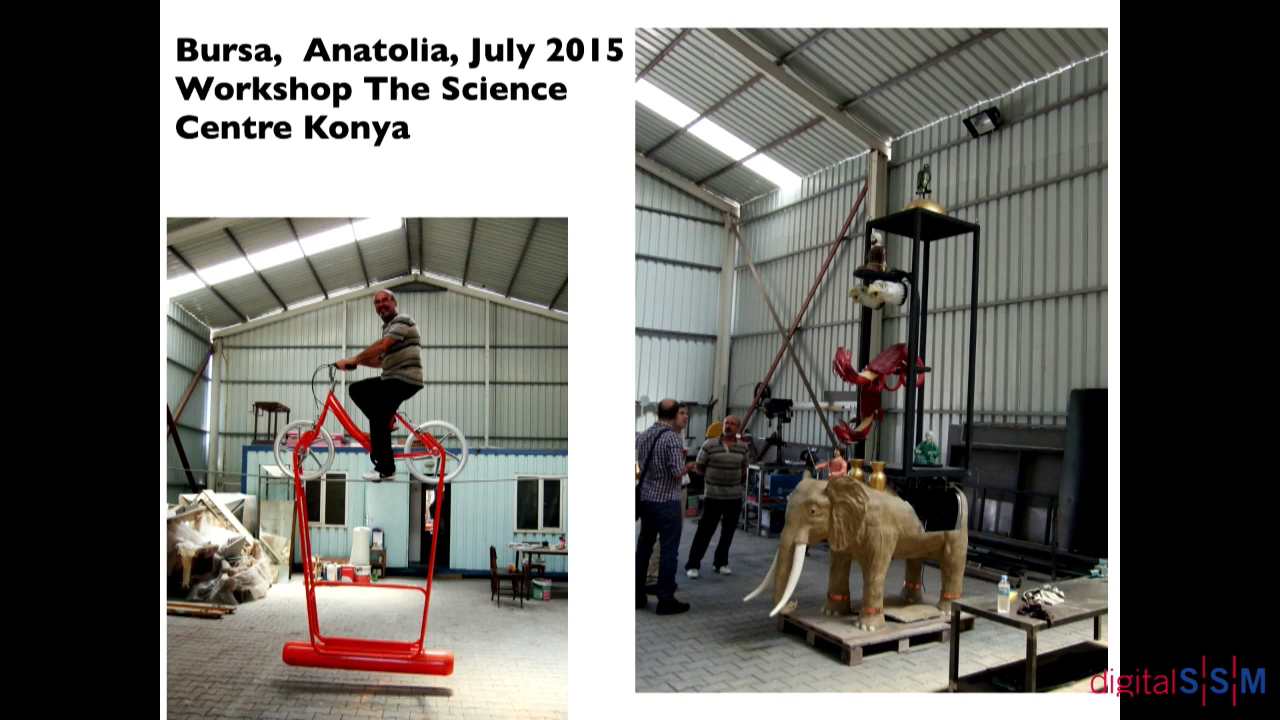 Bursa,  Anatolia, July 2015
Workshop The Science
Centre Konya
digitalSSM